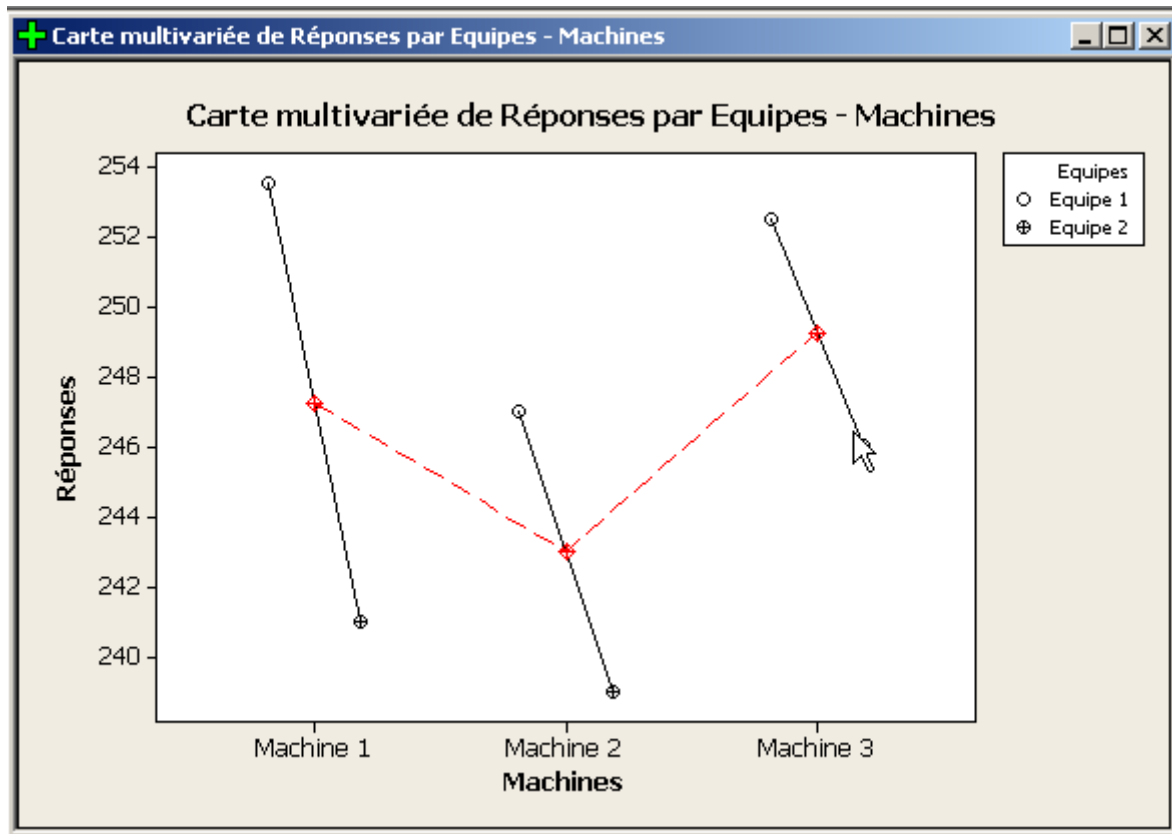 Carte multivariée de Réponses par Equipes - Machines
Carte multivariée de Réponses par Equipes - Machines
254
252
250
248
246
244
242
240
Réponses
Machine 1
Machine 2
Machine 3
Machines
Equipes
Equipe 1
Equipe 2